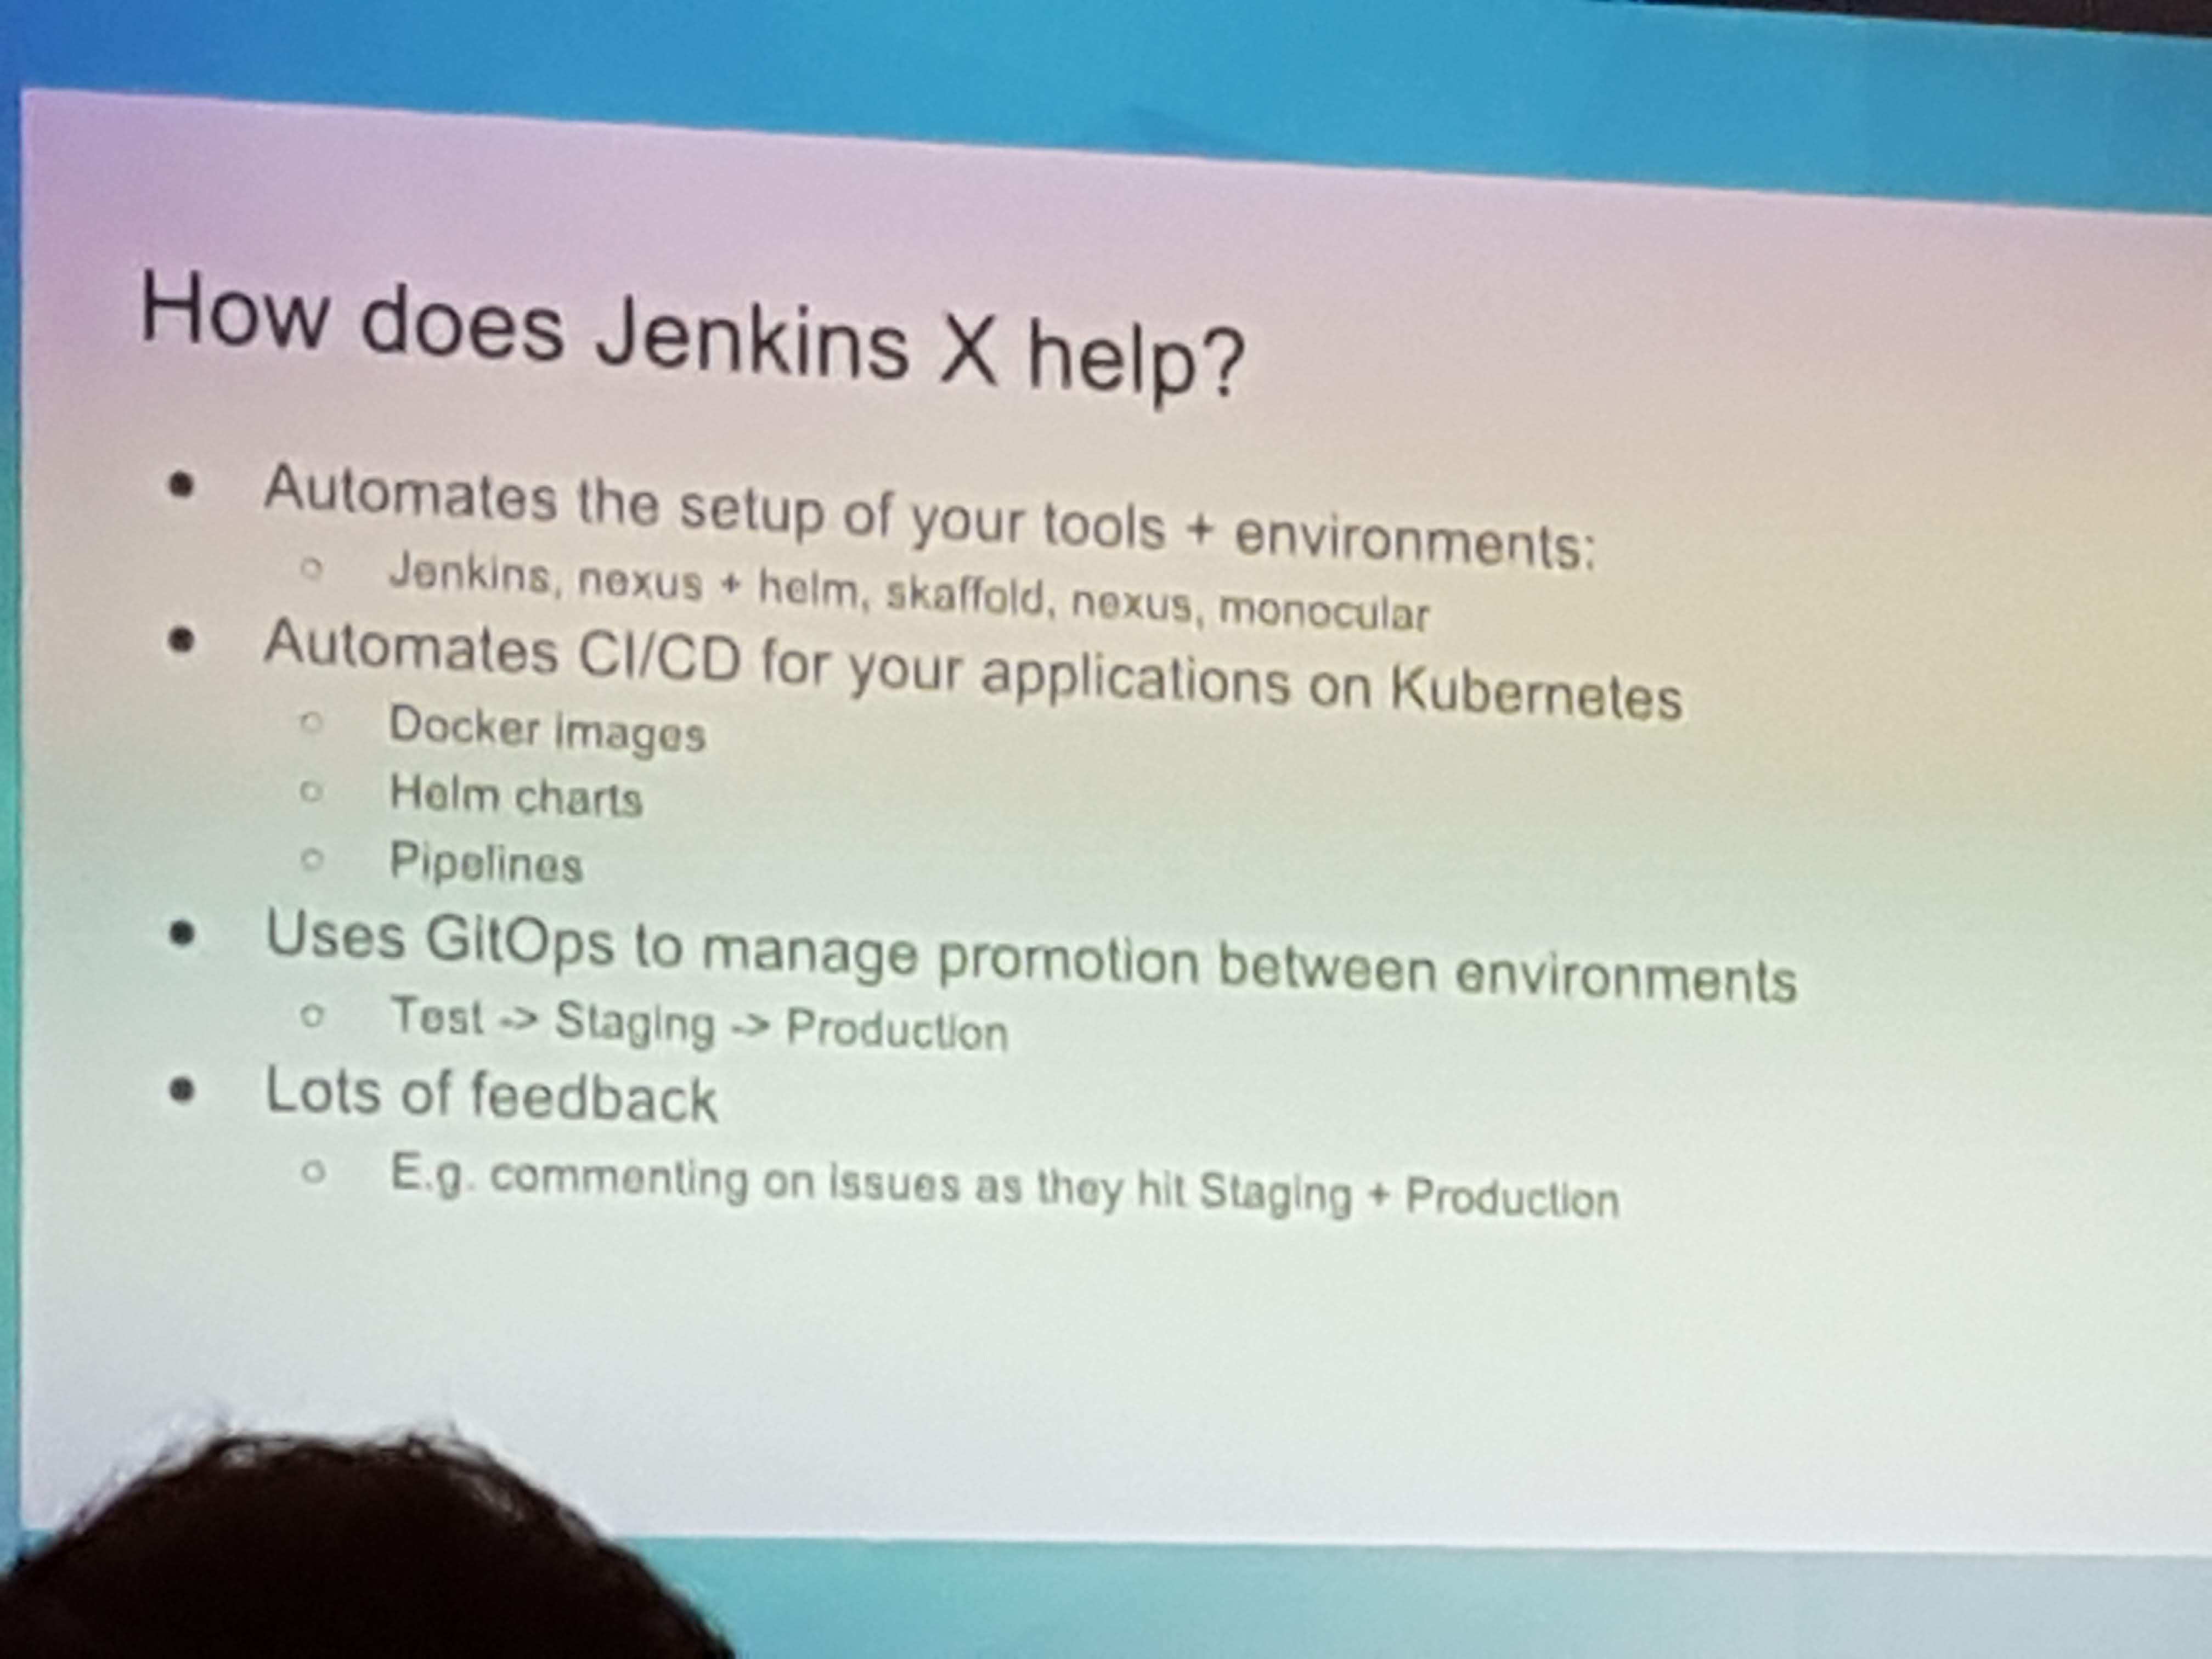 How does Jenkins X help?
● Automates the setup of your tools + environments:
○ Jenkins, nexus + helm, skaffold, nexus, monocular
● Automates CI/CD for your applications on Kubernetes
○ Docker images
○ Helm charts
○ Pipelines
● Uses GitOps to manage promotion between environments
○ Test -> Staging -> Production
● Lots of feedback
○ E.g. commenting on issues as they hit Staging + Production